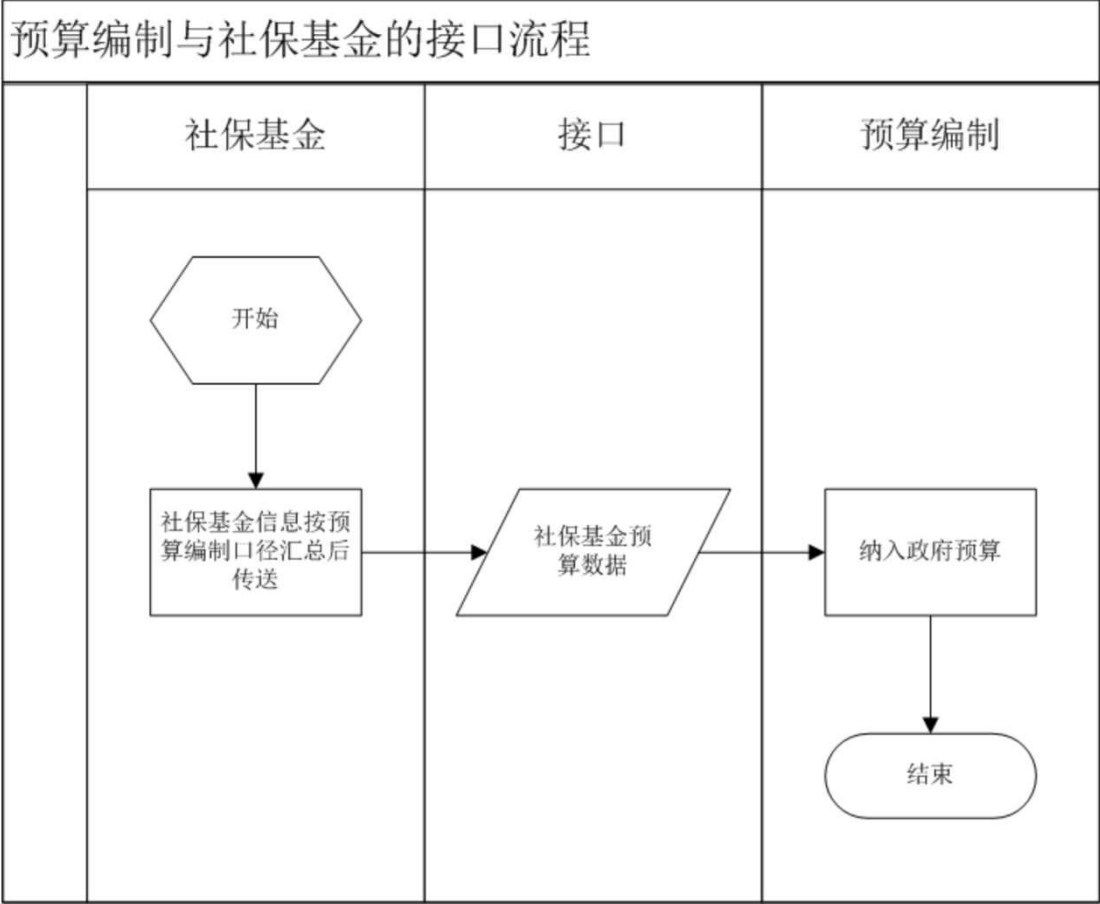 预算编制与社保基金的接口流程
社保基金
接口
预算编制
开始
社保基金信息按预
算编制口径汇总后
传送
社保基金预
算数据
纳入政府预算
结束